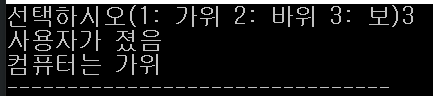 선택하시오(1: 가위 2: 바위 3: 보)3
사용자가 졌음
컴퓨터는 가위
--------------------------------